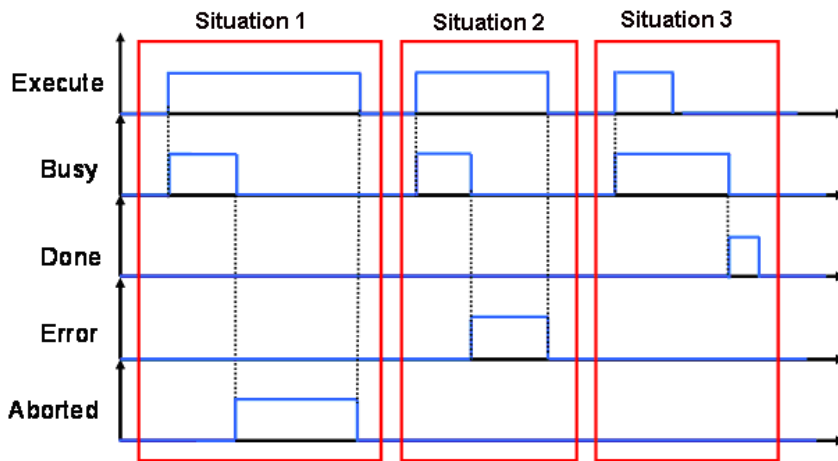 Situation 1
Situation 2
Situation 3
Execute
Busy
Done
Error
Aborted